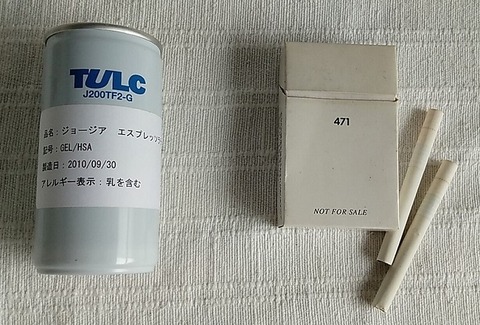 TULC
J200TF2-G
品名：ジョージア　エスプレッソ
記号：GEL/HSA
製造日：2010/09/30
アレルギー表示：乳を含む
471
NOT FOR SALE